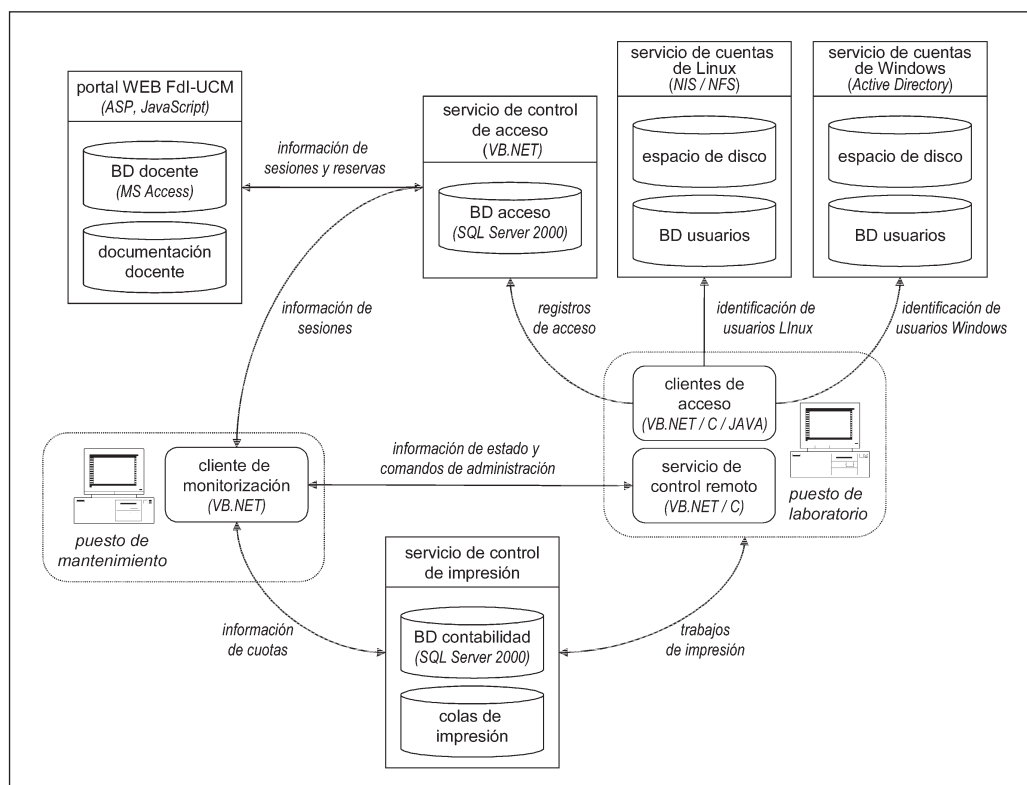 portal WEB FdI-UCM
(ASP, JavaScript)
BD docente
(MS Access)
documentación
docente
información de
sesiones y reservas
servicio de control
de acceso
(VB.NET)
BD acceso
(SQL Server 2000)
servicio de cuentas
de Linux
(NIS / NFS)
espacio de disco
BD usuarios
servicio de cuentas
de Windows
(Active Directory)
espacio de disco
BD usuarios
información de
sesiones
registros
de acceso
identificación de
usuarios LInux
identificación de
usuarios Windows
clientes de
acceso
(VB.NET / C / JAVA)
servicio de
control remoto
(VB.NET / C)
puesto de
laboratorio
información de estado y
comandos de administración
cliente de
monitorización
(VB.NET)
puesto de
mantenimiento
servicio de control
de impresión
BD contabilidad
(SQL Server 2000)
colas de
impresión
información
de cuotas
trabajos
de impresión